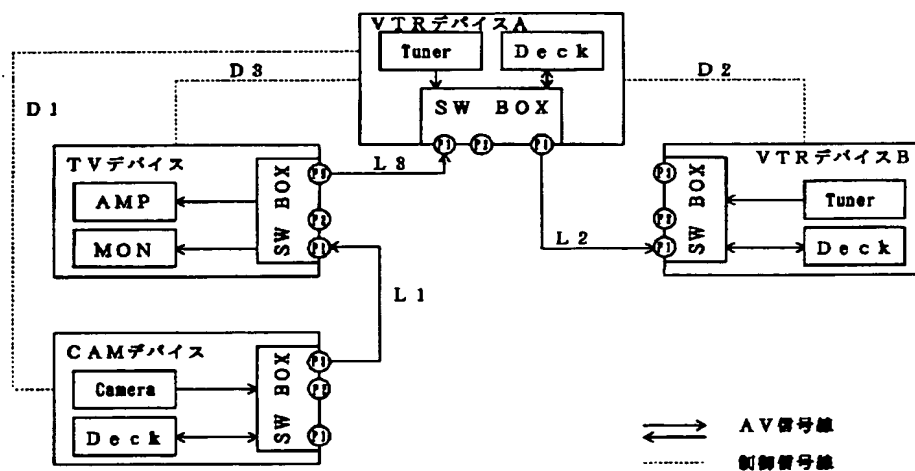 VTRデバイスA
Tuner
Deck
SW BOX
P1
P2
P3
D1
D3
D2
TVデバイス
AMP
MON
SW BOX
P3
P2
P1
L3
L2
L1
VTRデバイスB
P3
P2
P1
SW BOX
Tuner
Deck
CAMデバイス
Camera
Deck
SW BOX
P3
P2
P1
AV信号線
制御信号線